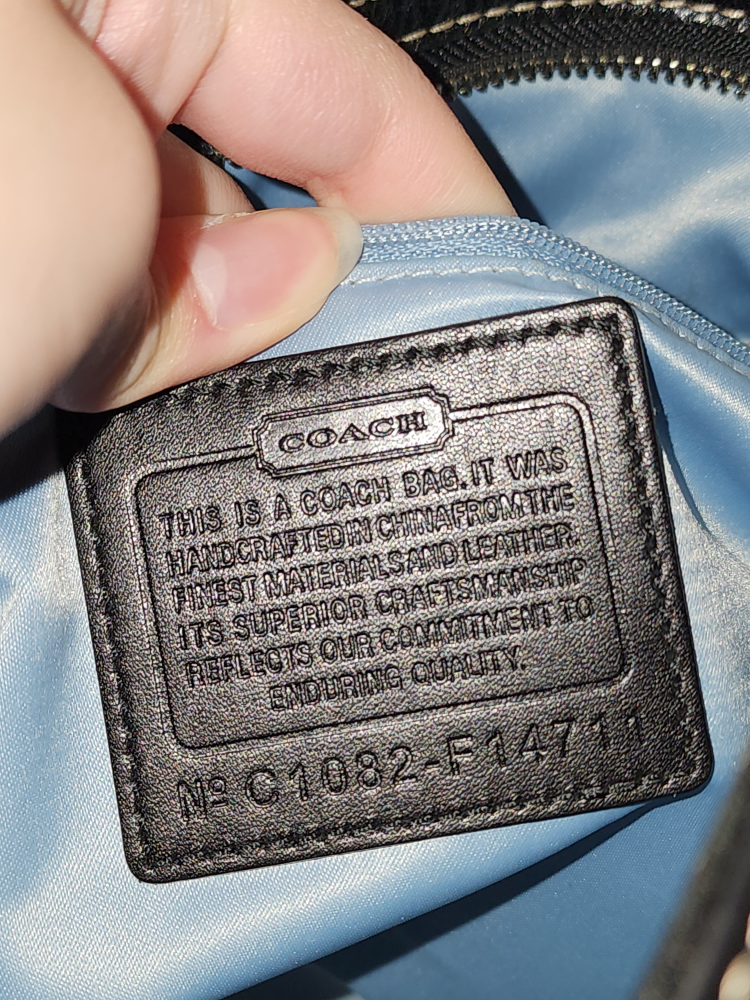 COACH
THIS IS A COACH BAG. IT WAS
HANDCRAFTED IN CHINA FROM THE
FINEST MATERIALS AND LEATHER.
ITS SUPERIOR CRAFTSMANSHIP
REFLECTS OUR COMMITMENT TO
ENDURING QUALITY.
Nº C1082-F14711